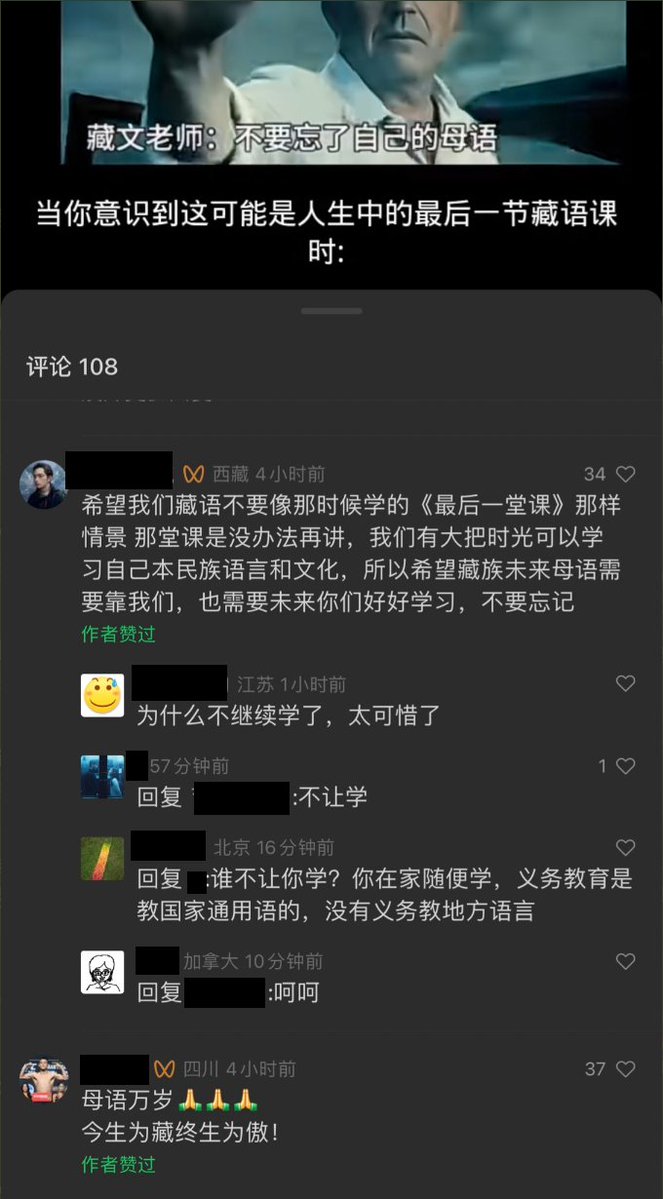 藏文老师：不要忘了自己的母语
当你意识到这可能是人生中的最后一节藏语课
时：
评论 108
西藏 4小时前 34
希望我们藏语不要像那时候学的《最后一堂课》那样
情景 那堂课是没办法再讲，我们有大把时光可以学
习自己本民族语言和文化，所以希望藏族未来母语需
要靠我们，也需要未来你们好好学习，不要忘记
作者赞过
江苏 1小时前
为什么不继续学了，太可惜了
57分钟前 1
回复 :不让学
北京 16分钟前
回复 :谁不让你学？你在家随便学，义务教育是
教国家通用语的，没有义务教地方语言
加拿大 10分钟前
回复 :呵呵
四川 4小时前 37
母语万岁🙏🙏🙏
今生为藏终生为傲！
作者赞过